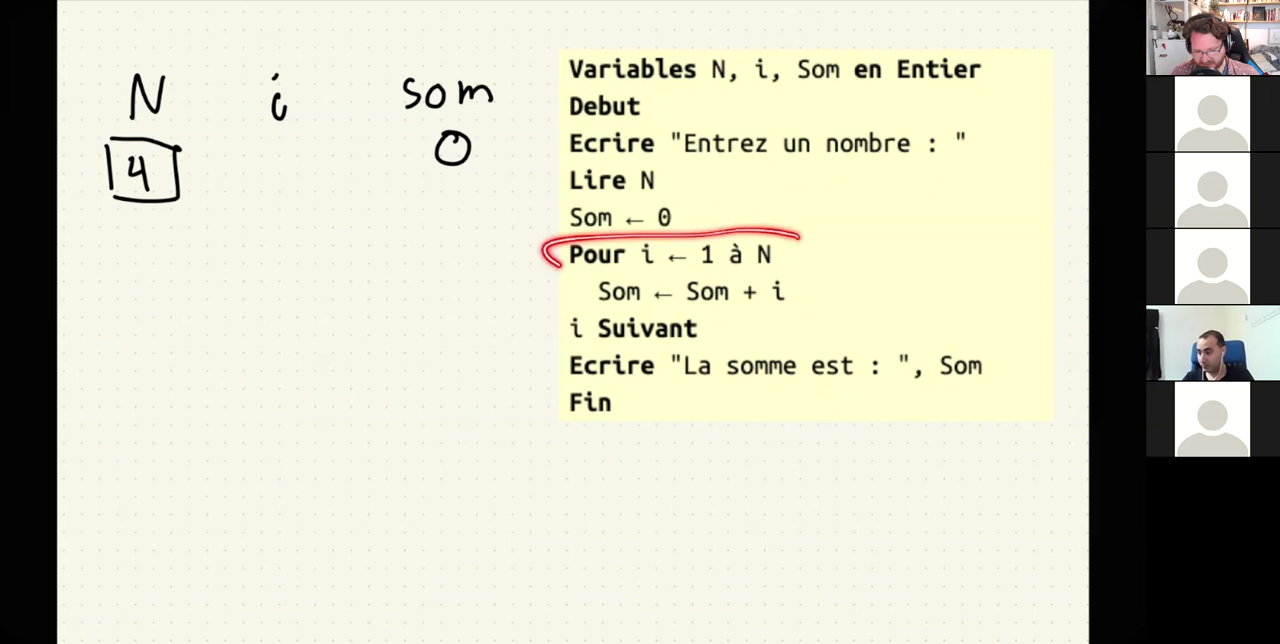 N i som
4 0
Variables N, i, Som en Entier
Debut
Ecrire "Entrez un nombre : "
Lire N
Som ← 0
Pour i ← 1 à N
Som ← Som + i
i Suivant
Ecrire "La somme est : ", Som
Fin